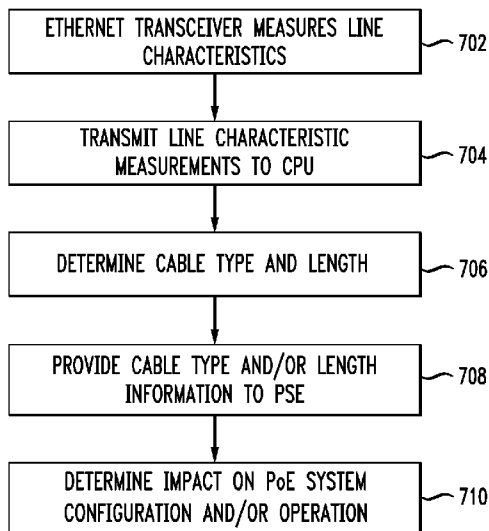 ETHERNET TRANSCEIVER MEASURES LINE
CHARACTERISTICS
702
TRANSMIT LINE CHARACTERISTIC
MEASUREMENTS TO CPU
704
DETERMINE CABLE TYPE AND LENGTH
706
PROVIDE CABLE TYPE AND/OR LENGTH
INFORMATION TO PSE
708
DETERMINE IMPACT ON PoE SYSTEM
CONFIGURATION AND/OR OPERATION
710